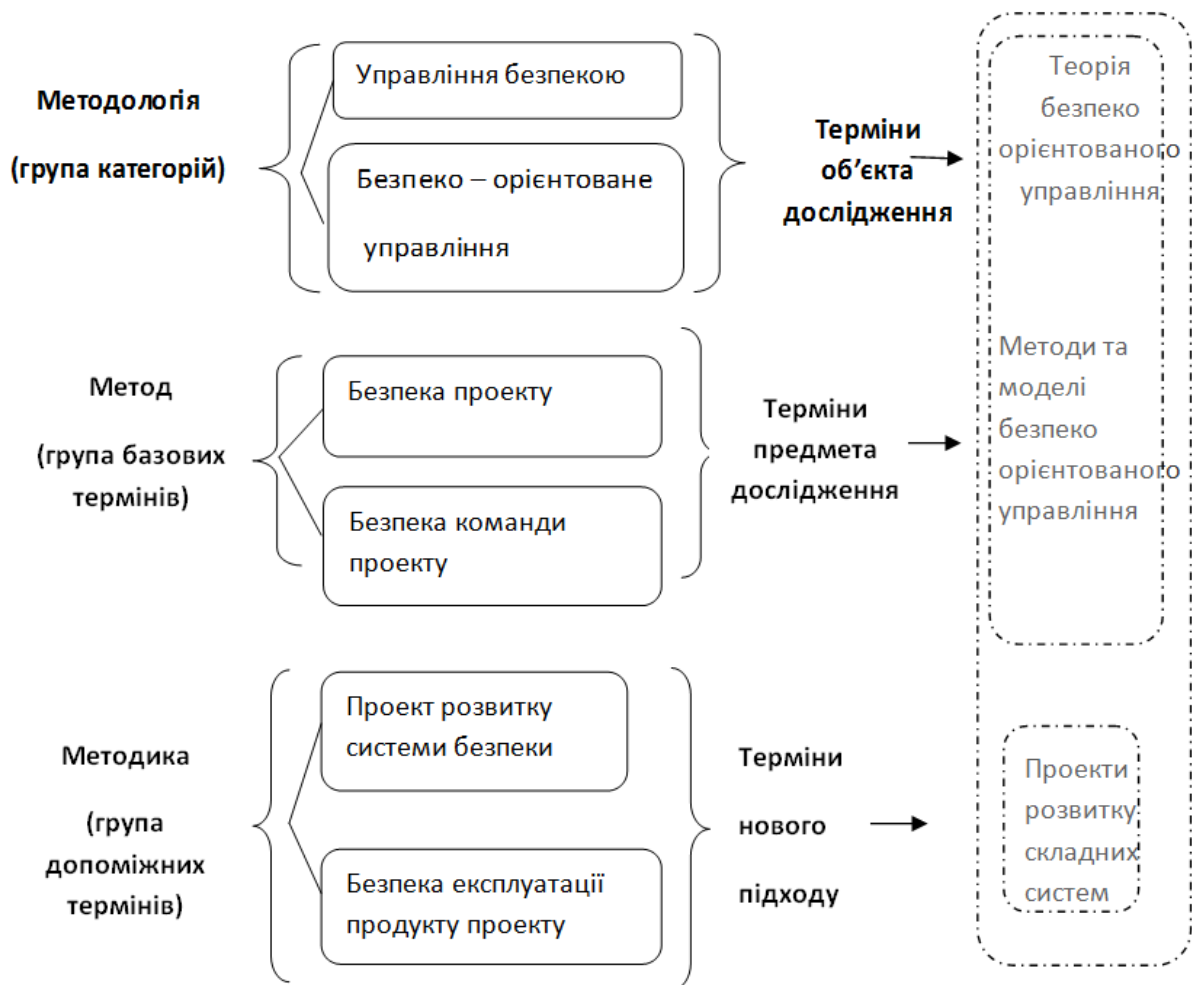 Методологія
(група категорій)
Управління безпекою
Безпеко – орієнтоване
управління
Терміни
об’єкта
дослідження
Теорія
безпеко
орієнтованого
управління
Метод
(група базових
термінів)
Безпека проекту
Безпека команди
проекту
Терміни
предмета
дослідження
Методи та
моделі
безпеко
орієнтованого
управління
Методика
(група
допоміжних
термінів)
Проект розвитку
системи безпеки
Безпека експлуатації
продукту проекту
Терміни
нового
підходу
Проекти
розвитку
складних
систем